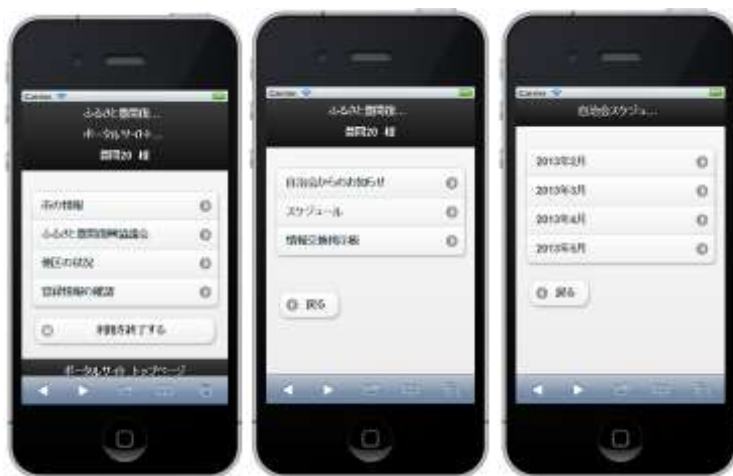 Carrier
ふるさと豊間復...
ポータルサイト...
豊間20 様
市の情報
ふるさと豊間復興協議会
他区の状況
登録情報の確認
利用を終了する
ポータルサイト トップページ
Carrier
ふるさと豊間復...
豊間20 様
自治会からのお知らせ
スケジュール
情報交換掲示板
戻る
Carrier
自治会スケジュ...
2013年2月
2013年3月
2013年4月
2013年5月
戻る